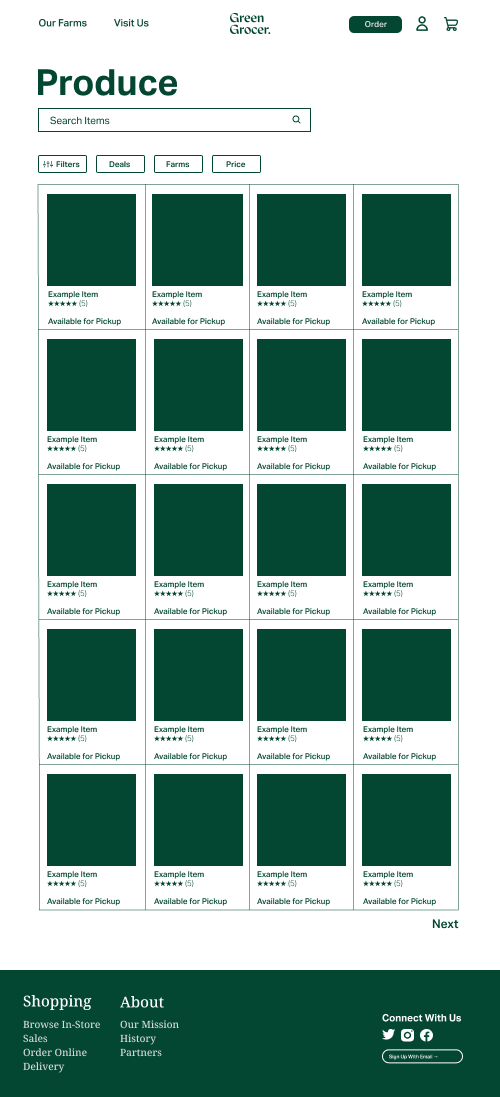 Our Farms Visit Us Green Order
Grocer.
Produce
Search Items
Filters Deals Farms Price
Example Item Example Item Example Item Example Item
★★★★★ (5) ★★★★★ (5) ★★★★★ (5) ★★★★★ (5)
Available for Pickup Available for Pickup Available for Pickup Available for Pickup
Example Item Example Item Example Item Example Item
★★★★★ (5) ★★★★★ (5) ★★★★★ (5) ★★★★★ (5)
Available for Pickup Available for Pickup Available for Pickup Available for Pickup
Example Item Example Item Example Item Example Item
★★★★★ (5) ★★★★★ (5) ★★★★★ (5) ★★★★★ (5)
Available for Pickup Available for Pickup Available for Pickup Available for Pickup
Example Item Example Item Example Item Example Item
★★★★★ (5) ★★★★★ (5) ★★★★★ (5) ★★★★★ (5)
Available for Pickup Available for Pickup Available for Pickup Available for Pickup
Example Item Example Item Example Item Example Item
★★★★★ (5) ★★★★★ (5) ★★★★★ (5) ★★★★★ (5)
Available for Pickup Available for Pickup Available for Pickup Available for Pickup
Next
Shopping
Browse In-Store
Sales
Order Online
Delivery
About
Our Mission
History
Partners
Connect With Us
Sign Up With Email →